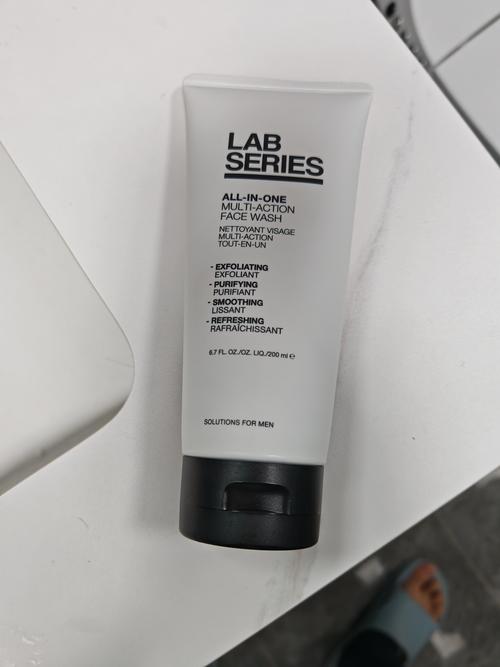 LAB
SERIES
ALL-IN-ONE
MULTI-ACTION
FACE WASH
NETTOYANT VISAGE
MULTI-ACTION
TOUT-EN-UN
- EXFOLIATING
EXFOLIANT
- PURIFYING
PURIFIANT
- SMOOTHING
LISSANT
- REFRESHING
RAFRAÎCHISSANT
6.7 FL. OZ./OZ. LIQ./200 ml ℮
SOLUTIONS FOR MEN